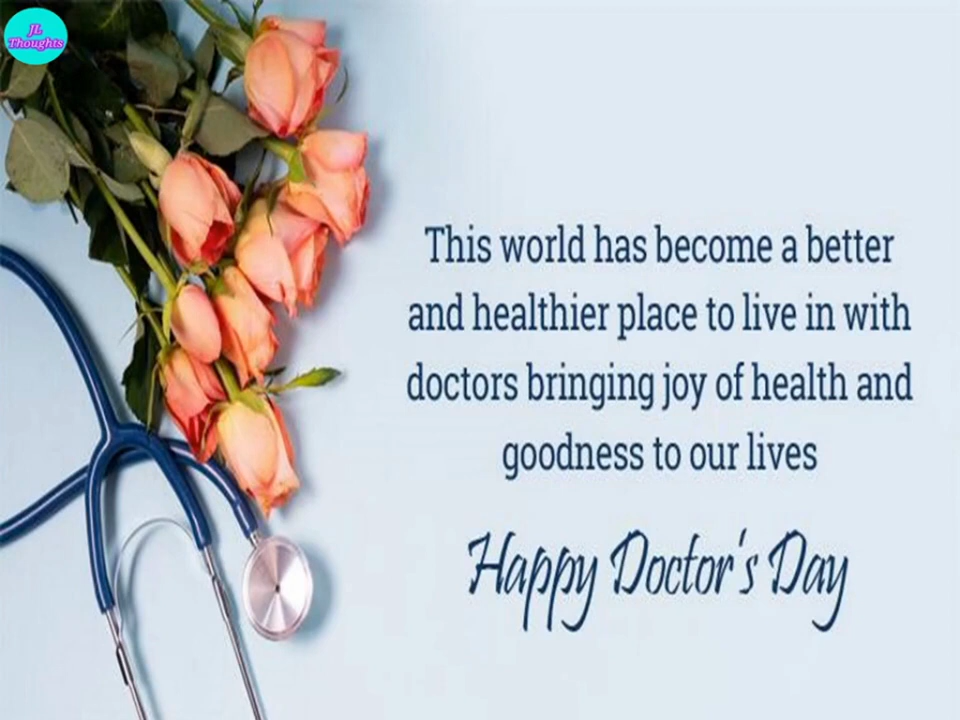 JL
Thoughts
This world has become a better
and healthier place to live in with
doctors bringing joy of health and
goodness to our lives
Happy Doctor's Day